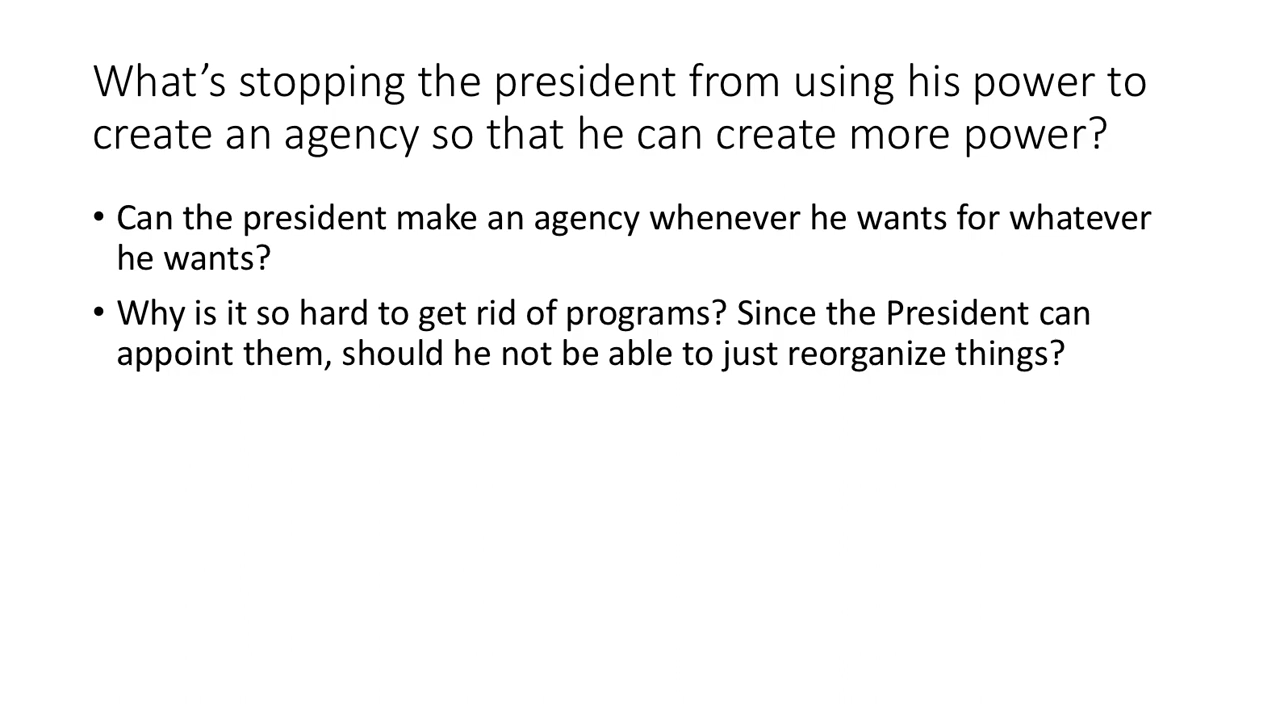 What’s stopping the president from using his power to
create an agency so that he can create more power?
• Can the president make an agency whenever he wants for whatever
he wants?
• Why is it so hard to get rid of programs? Since the President can
appoint them, should he not be able to just reorganize things?